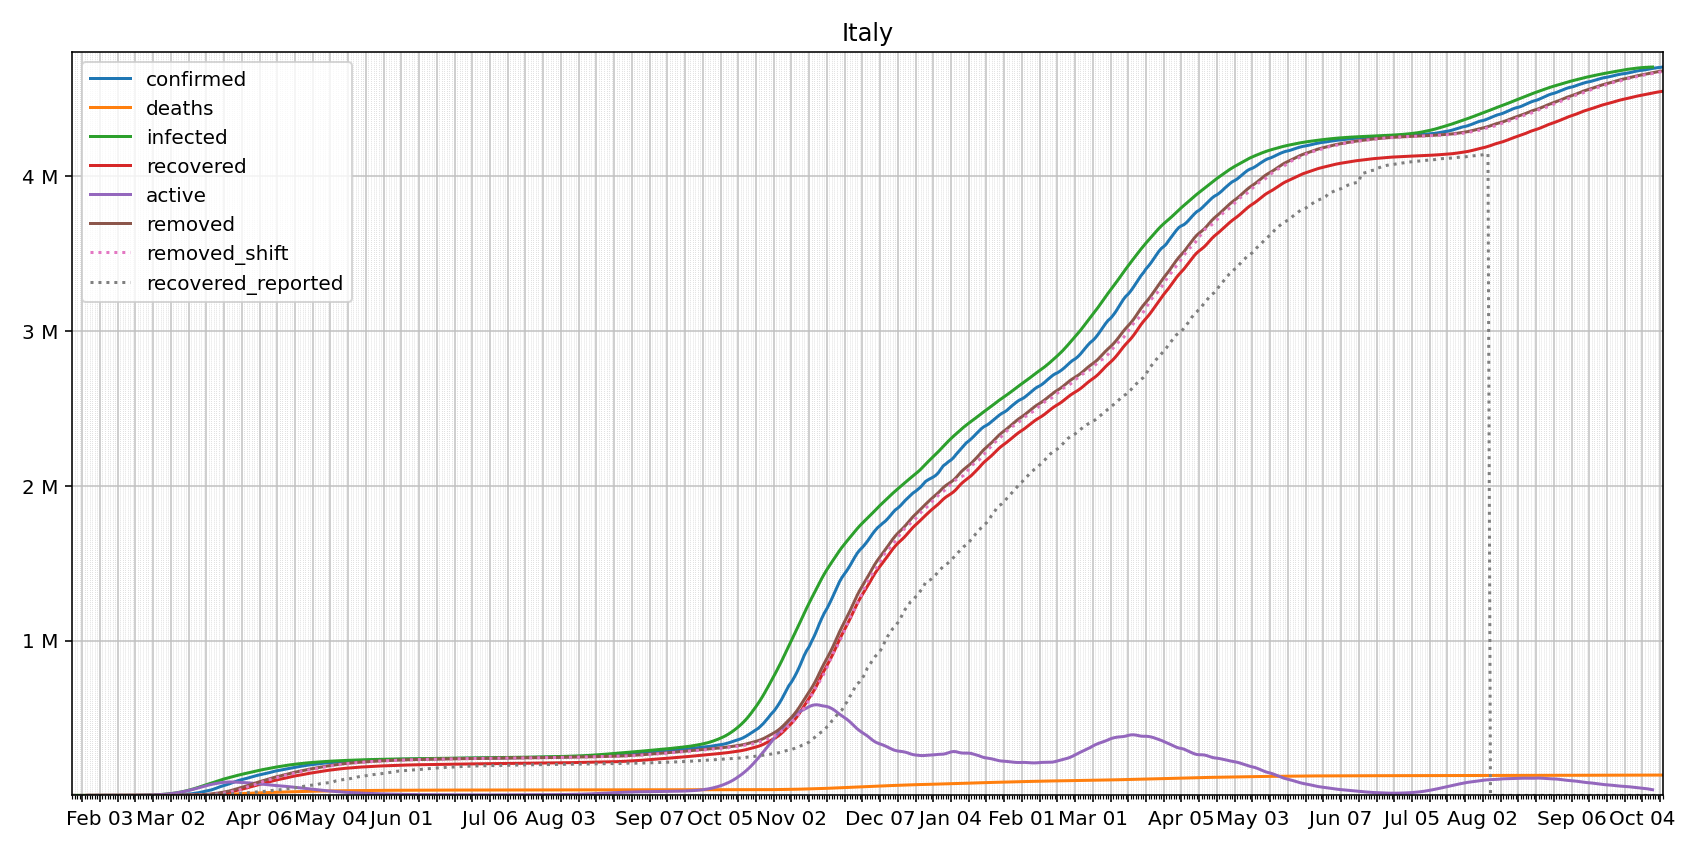 Italy
confirmed
deaths
infected
recovered
active
removed
removed_shift
recovered_reported
4 M
3 M
2 M
1 M
Feb 03 Mar 02 Apr 06 May 04 Jun 01 Jul 06 Aug 03 Sep 07 Oct 05 Nov 02 Dec 07 Jan 04 Feb 01 Mar 01 Apr 05 May 03 Jun 07 Jul 05 Aug 02 Sep 06 Oct 04